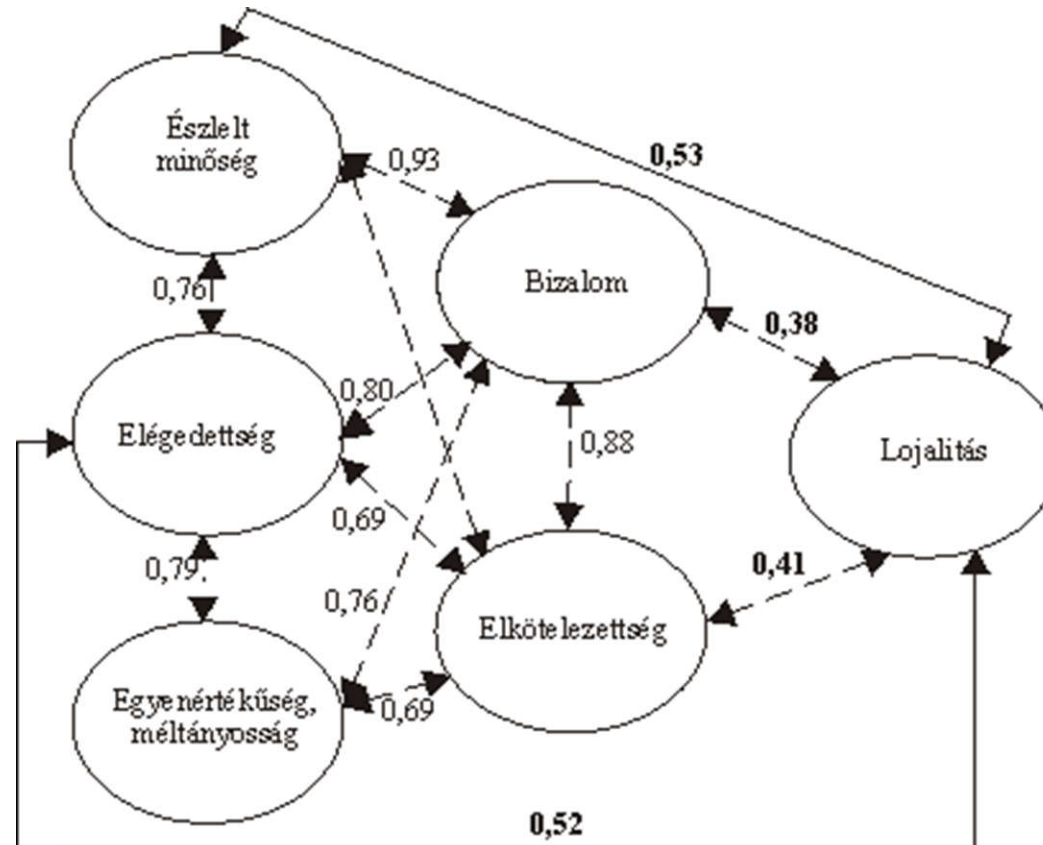 Észlelt
minőség
0,93
0,53
0,76
Bizalom
0,38
0,80
Elégedettség
0,88
Lojalitás
0,69
0,79
0,41
0,76
Elkötelezettség
Egyenértékűség,
méltányosság
0,69
0,52